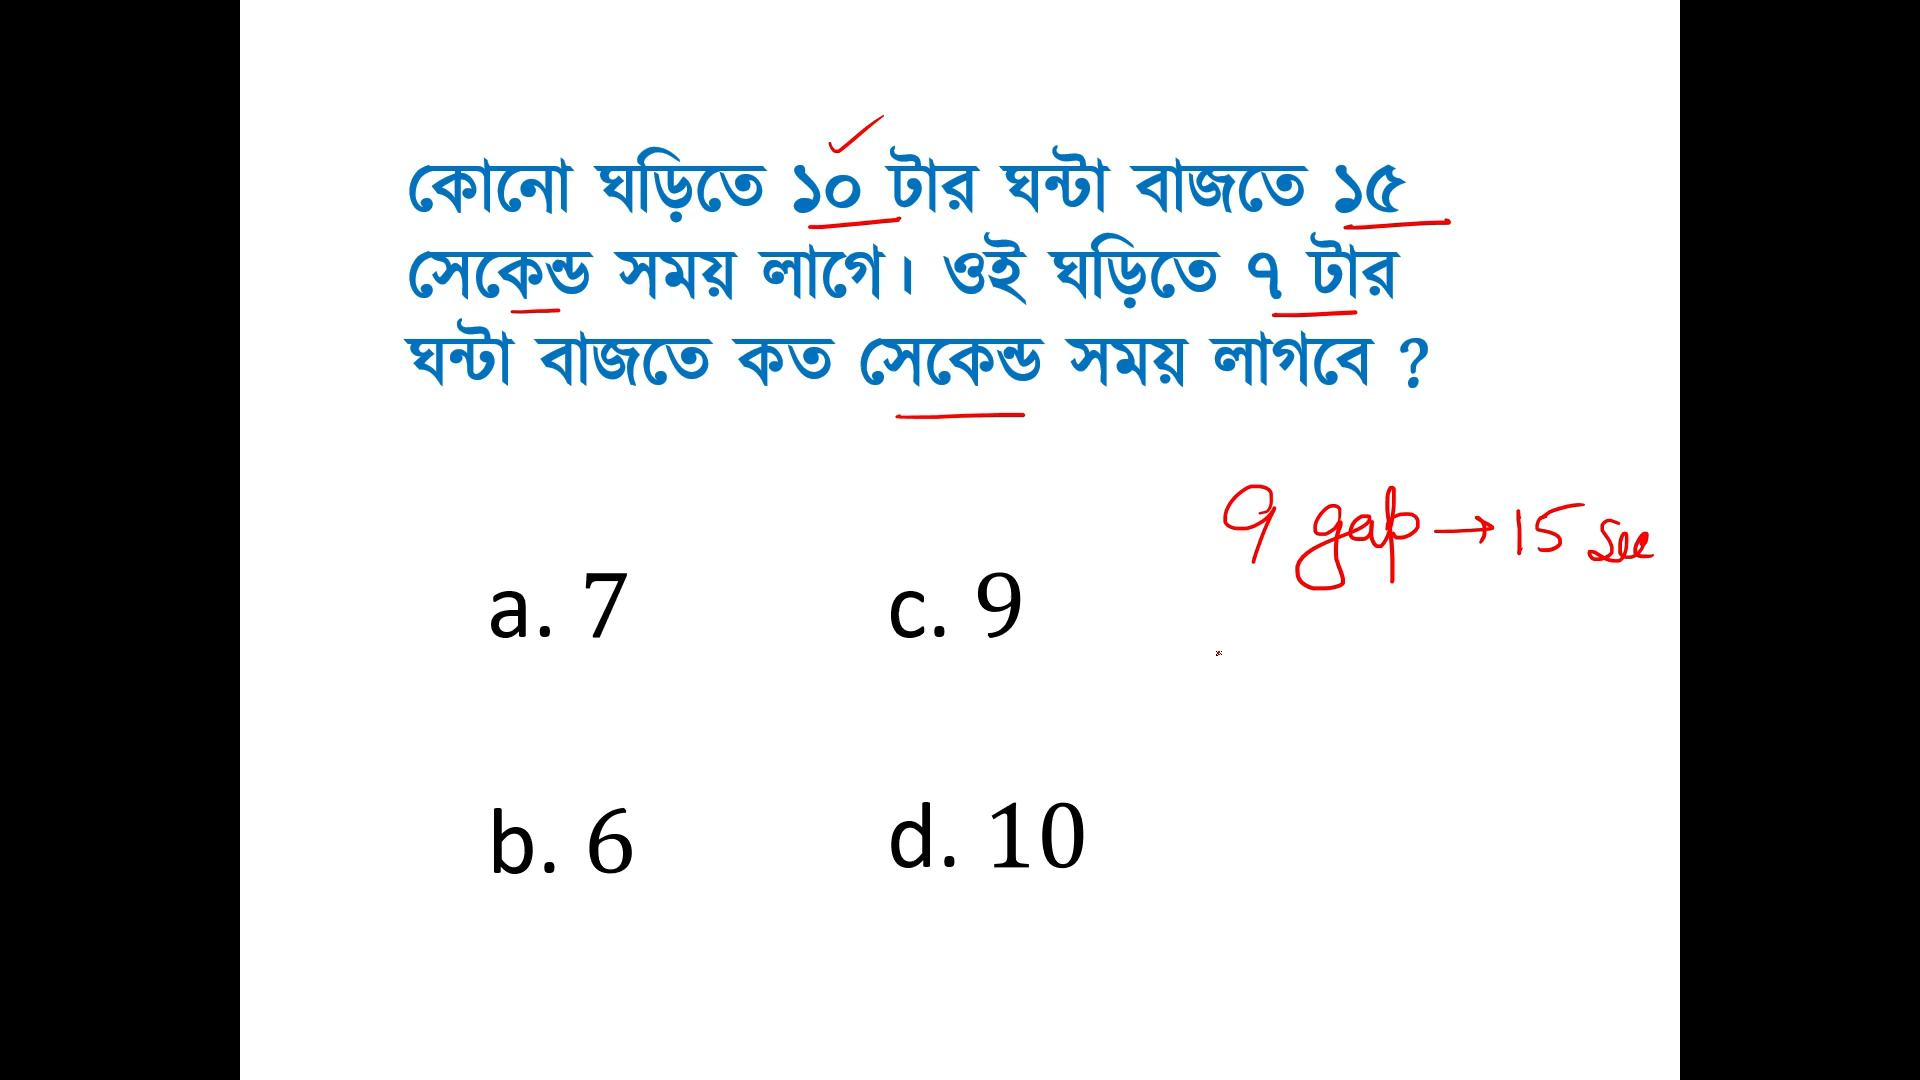 কোনো ঘড়িতে ১০ টার ঘন্টা বাজতে ১৫
সেকেন্ড সময় লাগে। ওই ঘড়িতে ৭ টার
ঘন্টা বাজতে কত সেকেন্ড সময় লাগবে ?
9 gap → 15 sec
a. 7
c. 9
b. 6
d. 10